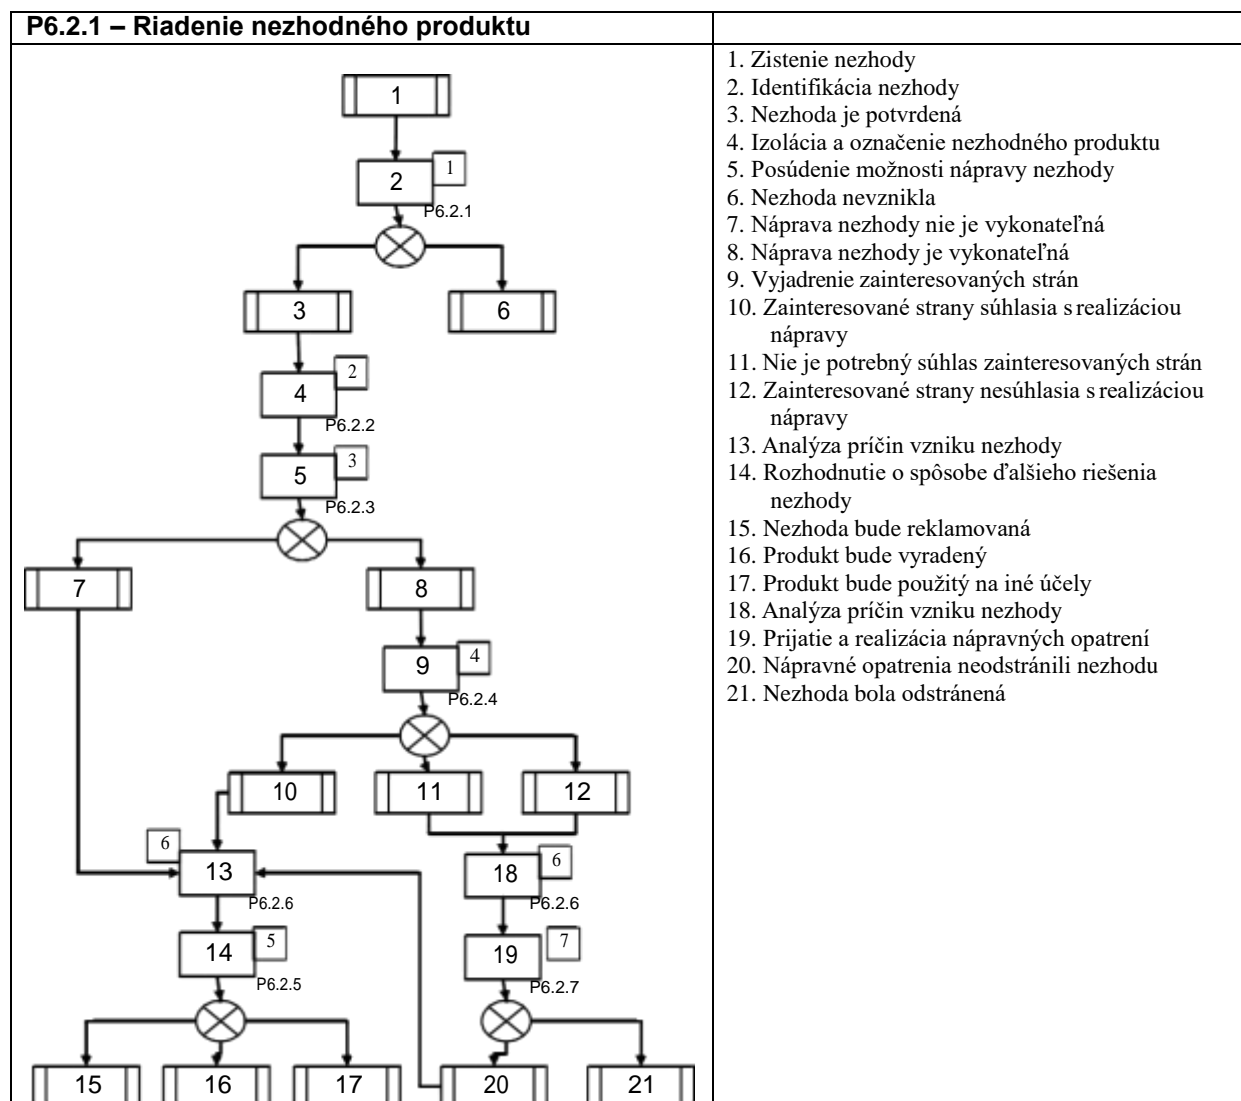 P6.2.1 – Riadenie nezhodného produktu
1
2
1
P6.2.1
3
6
4
2
P6.2.2
5
3
P6.2.3
7
8
9
4
P6.2.4
10
11
12
6
13
P6.2.6
18
6
P6.2.6
14
5
P6.2.5
19
7
P6.2.7
15
16
17
20
21
1. Zistenie nezhody
2. Identifikácia nezhody
3. Nezhoda je potvrdená
4. Izolácia a označenie nezhodného produktu
5. Posúdenie možnosti nápravy nezhody
6. Nezhoda nevznikla
7. Náprava nezhody nie je vykonateľná
8. Náprava nezhody je vykonateľná
9. Vyjadrenie zainteresovaných strán
10. Zainteresované strany súhlasia s realizáciou
nápravy
11. Nie je potrebný súhlas zainteresovaných strán
12. Zainteresované strany nesúhlasia s realizáciou
nápravy
13. Analýza príčin vzniku nezhody
14. Rozhodnutie o spôsobe ďalšieho riešenia
nezhody
15. Nezhoda bude reklamovaná
16. Produkt bude vyradený
17. Produkt bude použitý na iné účely
18. Analýza príčin vzniku nezhody
19. Prijatie a realizácia nápravných opatrení
20. Nápravné opatrenia neodstránili nezhodu
21. Nezhoda bola odstránená